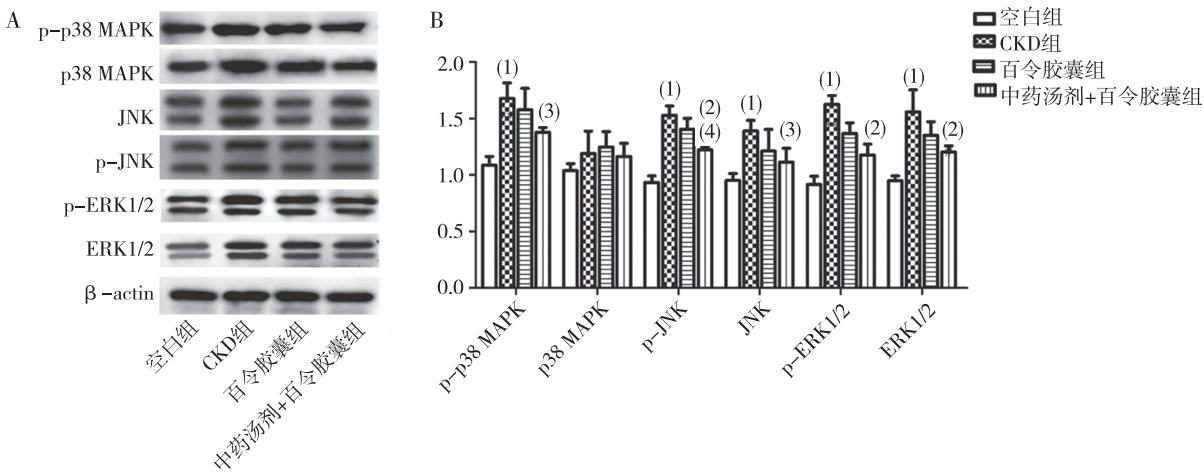 A
p-p38 MAPK
p38 MAPK
JNK
p-JNK
p-ERK1/2
ERK1/2
β-actin
空白组
CKD组
百令胶囊组
中药汤剂+百令胶囊组
B
空白组
CKD组
百令胶囊组
中药汤剂+百令胶囊组
2.0
1.5
1.0
0.5
0.0
(1)
(3)
(1)
(2)
(4)
(1)
(3)
(1)
(2)
(1)
(2)
p-p38 MAPK
p38 MAPK
p-JNK
JNK
p-ERK1/2
ERK1/2